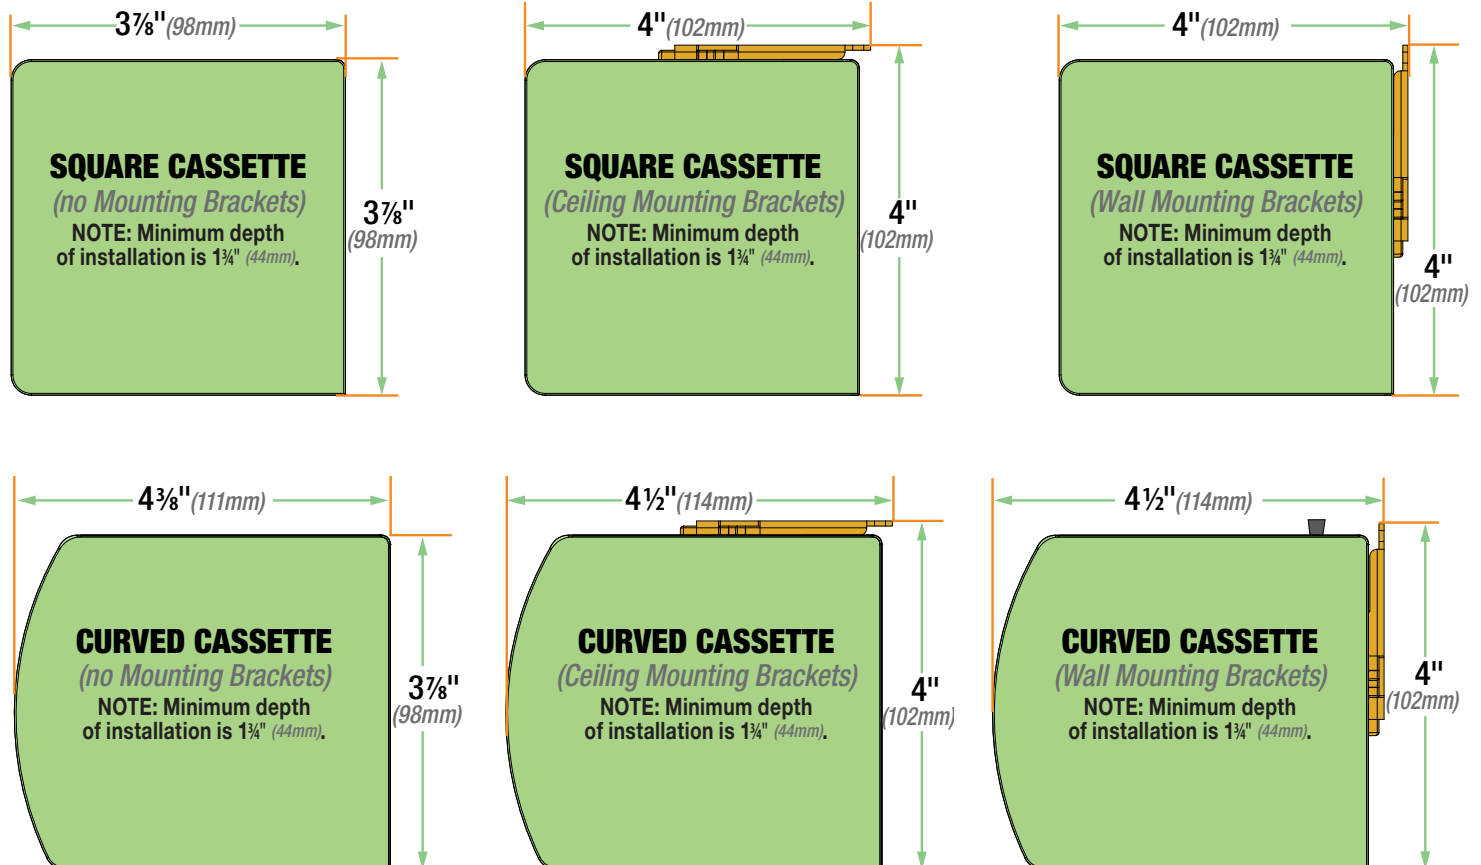 3⅞" (98mm)
4" (102mm)
4" (102mm)
SQUARE CASSETTE
(no Mounting Brackets)
NOTE: Minimum depth
of installation is 1¾" (44mm).
3⅞"
(98mm)
SQUARE CASSETTE
(Ceiling Mounting Brackets)
NOTE: Minimum depth
of installation is 1¾" (44mm).
4"
(102mm)
SQUARE CASSETTE
(Wall Mounting Brackets)
NOTE: Minimum depth
of installation is 1¾" (44mm).
4"
(102mm)
4⅜" (111mm)
4½" (114mm)
4½" (114mm)
CURVED CASSETTE
(no Mounting Brackets)
NOTE: Minimum depth
of installation is 1¾" (44mm).
3⅞"
(98mm)
CURVED CASSETTE
(Ceiling Mounting Brackets)
NOTE: Minimum depth
of installation is 1¾" (44mm).
4"
(102mm)
CURVED CASSETTE
(Wall Mounting Brackets)
NOTE: Minimum depth
of installation is 1¾" (44mm).
4"
(102mm)